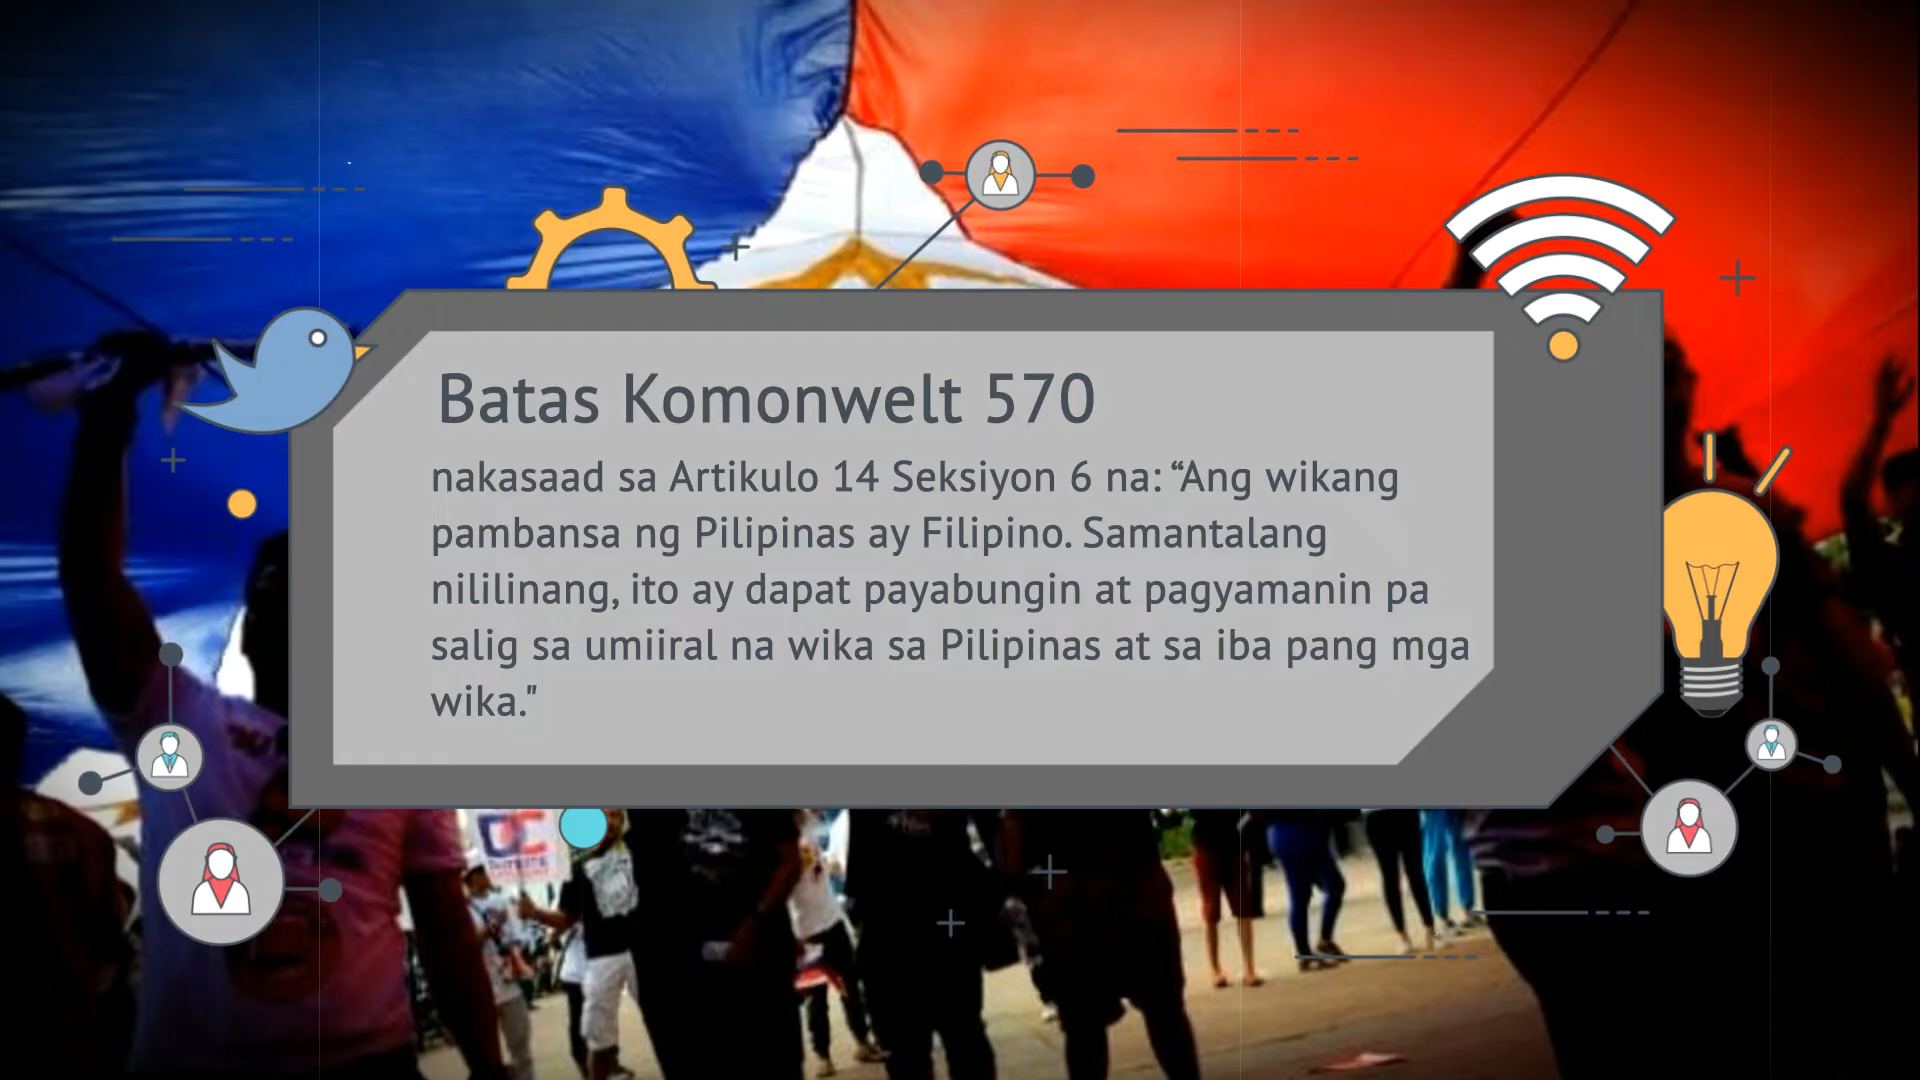 Batas Komonwelt 570
nakasaad sa Artikulo 14 Seksiyon 6 na: “Ang wikang
pambansa ng Pilipinas ay Filipino. Samantalang
nililinang, ito ay dapat payabungin at pagyamanin pa
salig sa umiiral na wika sa Pilipinas at sa iba pang mga
wika."